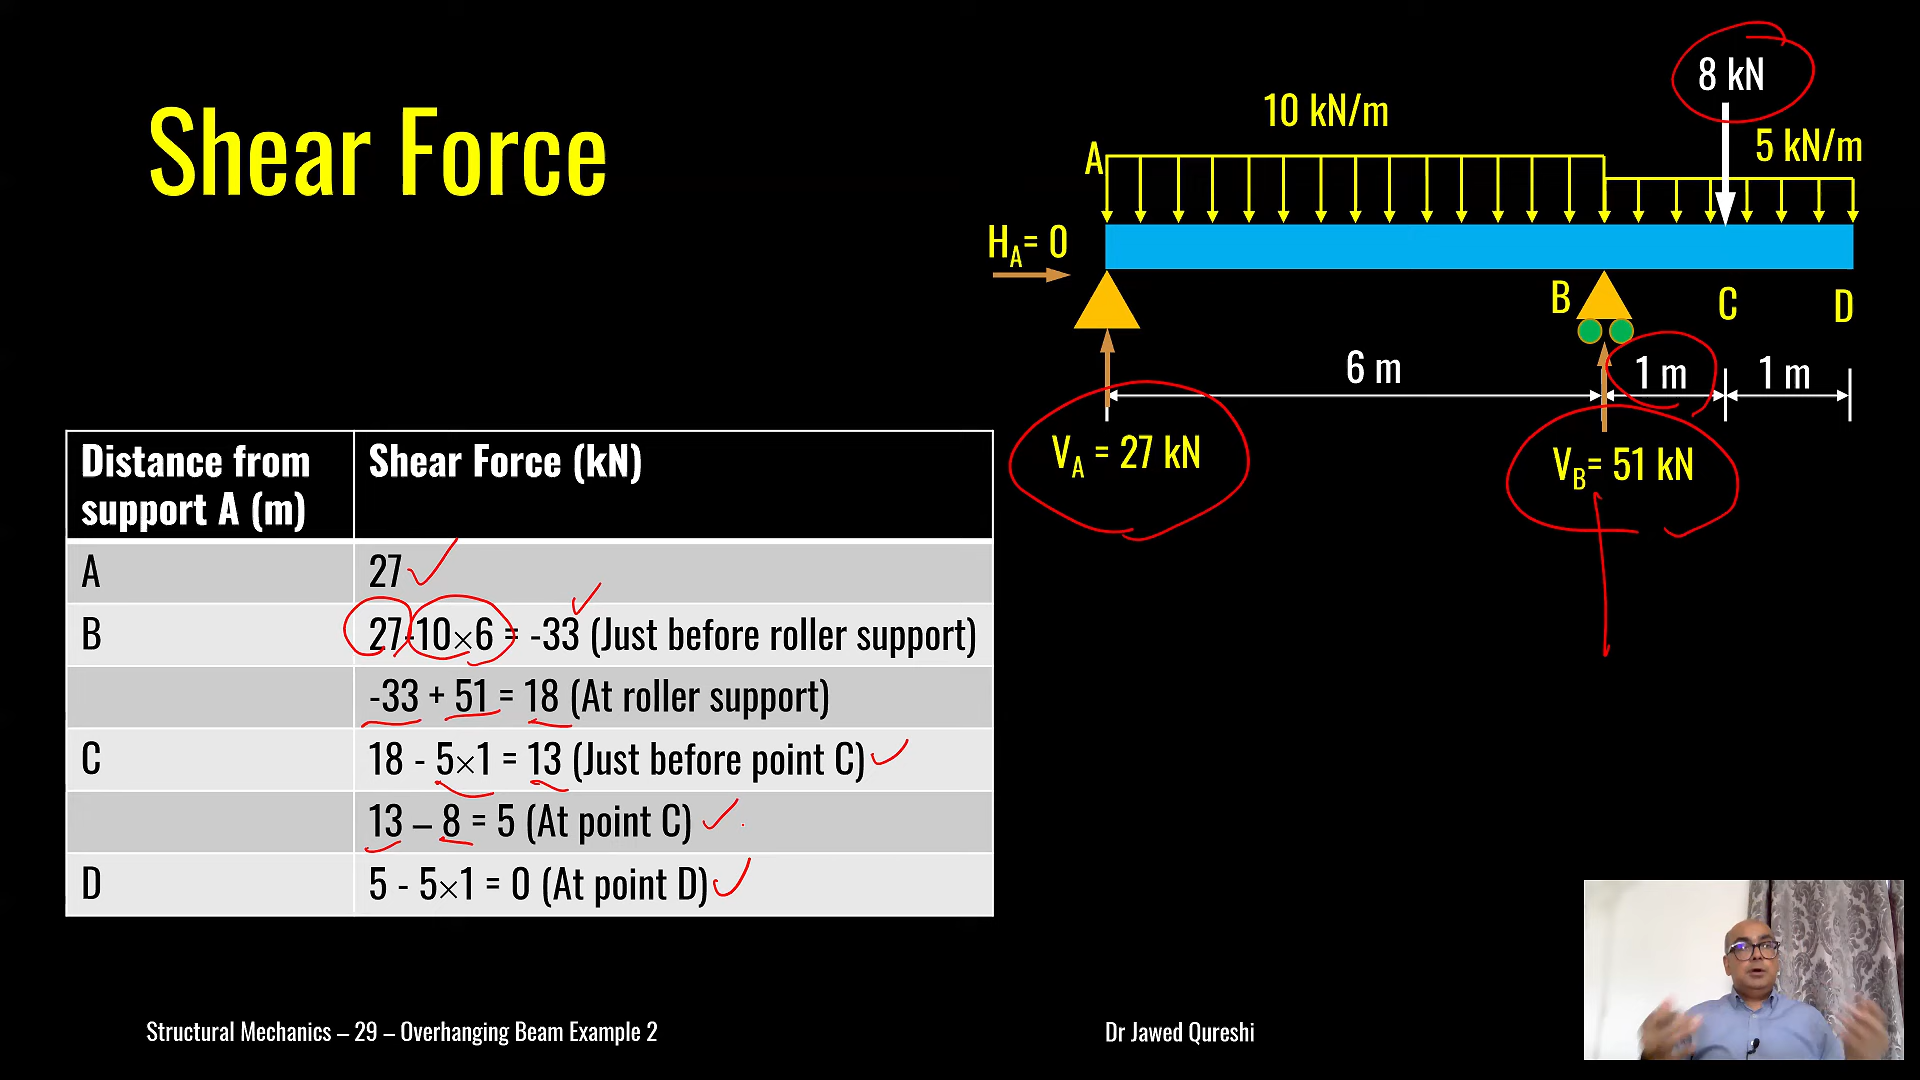 Shear Force
8 kN
10 kN/m
5 kN/m
A
H_A= 0
B
C
D
6 m
1 m
1 m
V_A = 27 kN
V_B= 51 kN
Distance from support A (m)
Shear Force (kN)
A
27
B
27-10×6 = -33 (Just before roller support)
-33 + 51 = 18 (At roller support)
C
18 - 5×1 = 13 (Just before point C)
13 – 8 = 5 (At point C)
D
5 - 5×1 = 0 (At point D)
Structural Mechanics – 29 – Overhanging Beam Example 2
Dr Jawed Qureshi